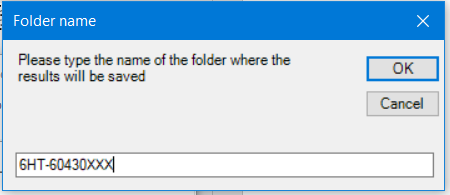 Folder name
Please type the name of the folder where the
results will be saved
OK
Cancel
6HT-60430XXX